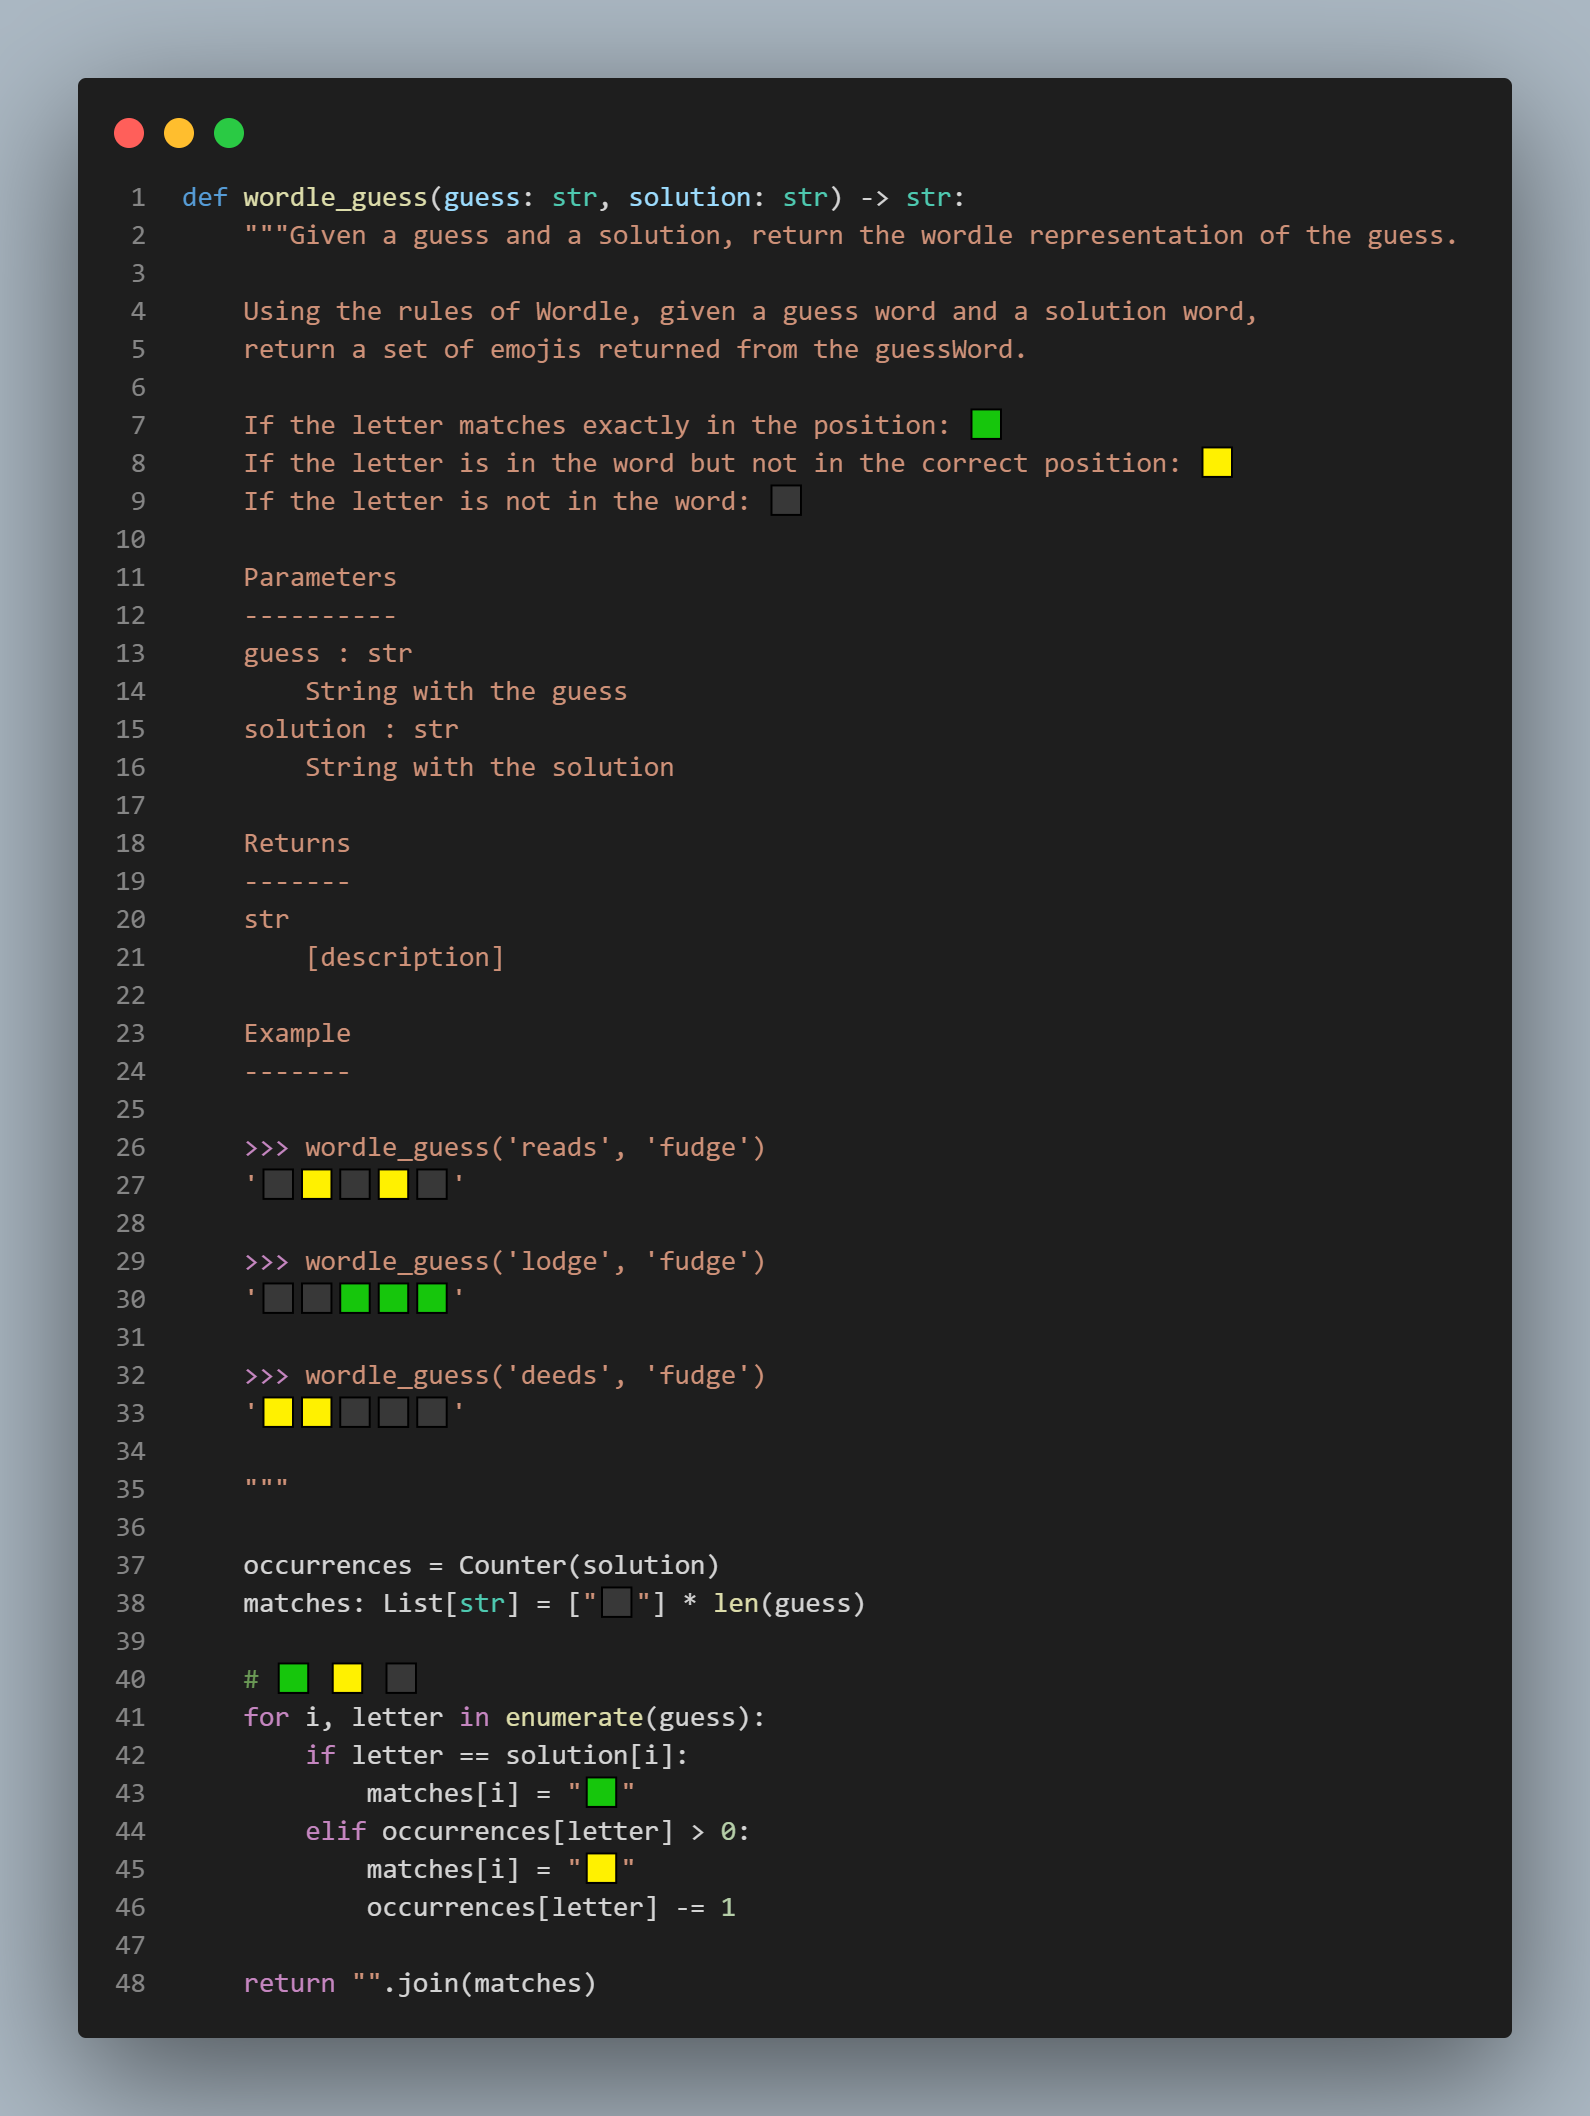 1 def wordle_guess(guess: str, solution: str) -> str:
2     """Given a guess and a solution, return the wordle representation of the guess.
3
4     Using the rules of Wordle, given a guess word and a solution word,
5     return a set of emojis returned from the guessWord.
6
7     If the letter matches exactly in the position: 🟩
8     If the letter is in the word but not in the correct position: 🟨
9     If the letter is not in the word: ⬛
10
11     Parameters
12     ----------
13     guess : str
14         String with the guess
15     solution : str
16         String with the solution
17
18     Returns
19     -------
20     str
21         [description]
22
23     Example
24     -------
25
26     >>> wordle_guess('reads', 'fudge')
27     '⬛🟨⬛🟨⬛'
28
29     >>> wordle_guess('lodge', 'fudge')
30     '⬛⬛🟩🟩🟩'
31
32     >>> wordle_guess('deeds', 'fudge')
33     '🟨🟨⬛⬛⬛'
34
35     """
36
37     occurrences = Counter(solution)
38     matches: List[str] = ["⬛"] * len(guess)
39
40     # 🟩 🟨 ⬛
41     for i, letter in enumerate(guess):
42         if letter == solution[i]:
43             matches[i] = "🟩"
44         elif occurrences[letter] > 0:
45             matches[i] = "🟨"
46             occurrences[letter] -= 1
47
48     return "".join(matches)